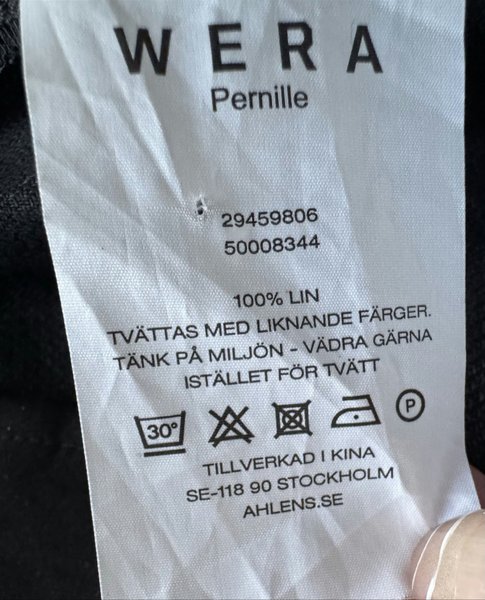 WERA
Pernille
29459806
50008344
100% LIN
TVÄTTAS MED LIKNANDE FÄRGER.
TÄNK PÅ MILJÖN - VÄDRA GÄRNA
ISTÄLLET FÖR TVÄTT
30° P
TILLVERKAD I KINA
SE-118 90 STOCKHOLM
AHLENS.SE